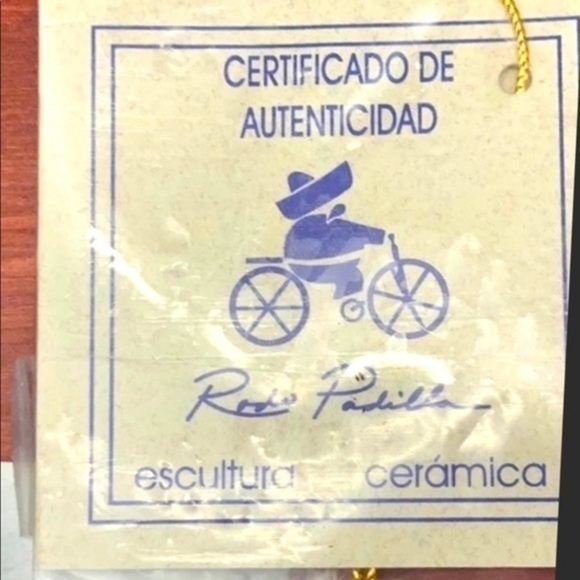 CERTIFICADO DE
AUTENTICIDAD
Rodo Padilla
escultura cerámica